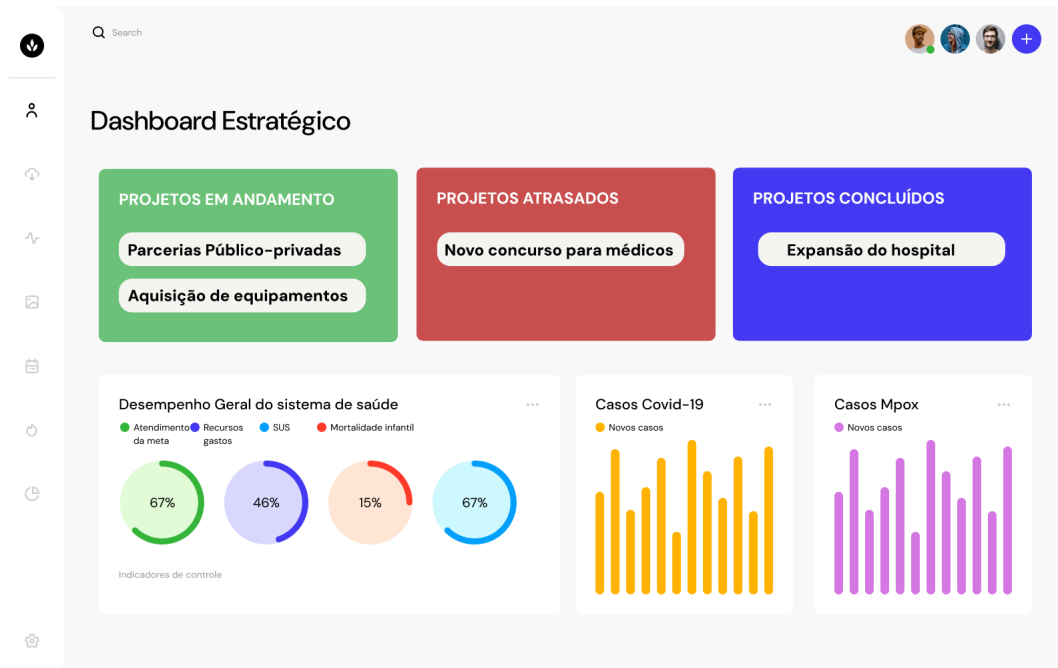 Search
Dashboard Estratégico
PROJETOS EM ANDAMENTO
Parcerias Público-privadas
Aquisição de equipamentos
PROJETOS ATRASADOS
Novo concurso para médicos
PROJETOS CONCLUÍDOS
Expansão do hospital
Desempenho Geral do sistema de saúde
Atendimento
da meta
Recursos
gastos
SUS
Mortalidade infantil
67%
46%
15%
67%
Indicadores de controle
Casos Covid-19
Novos casos
Casos Mpox
Novos casos